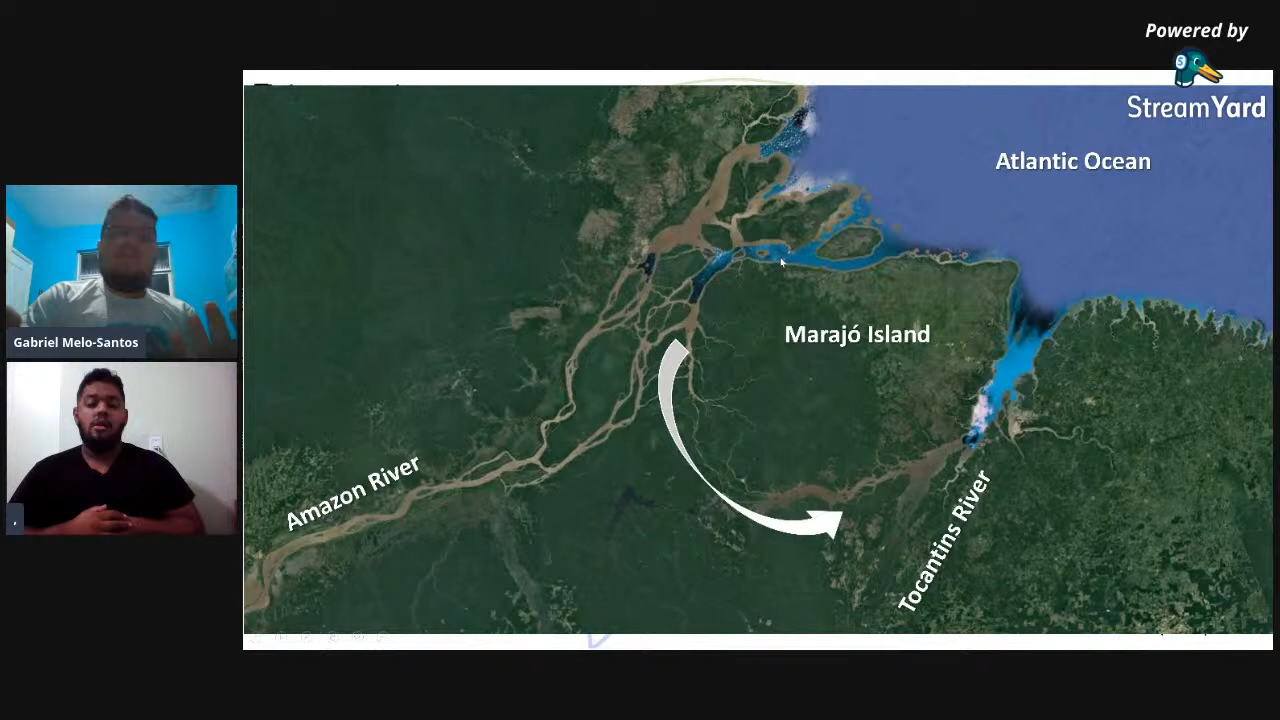 Powered by
StreamYard
Atlantic Ocean
Marajó Island
Amazon River
Tocantins River
Gabriel Melo-Santos
,